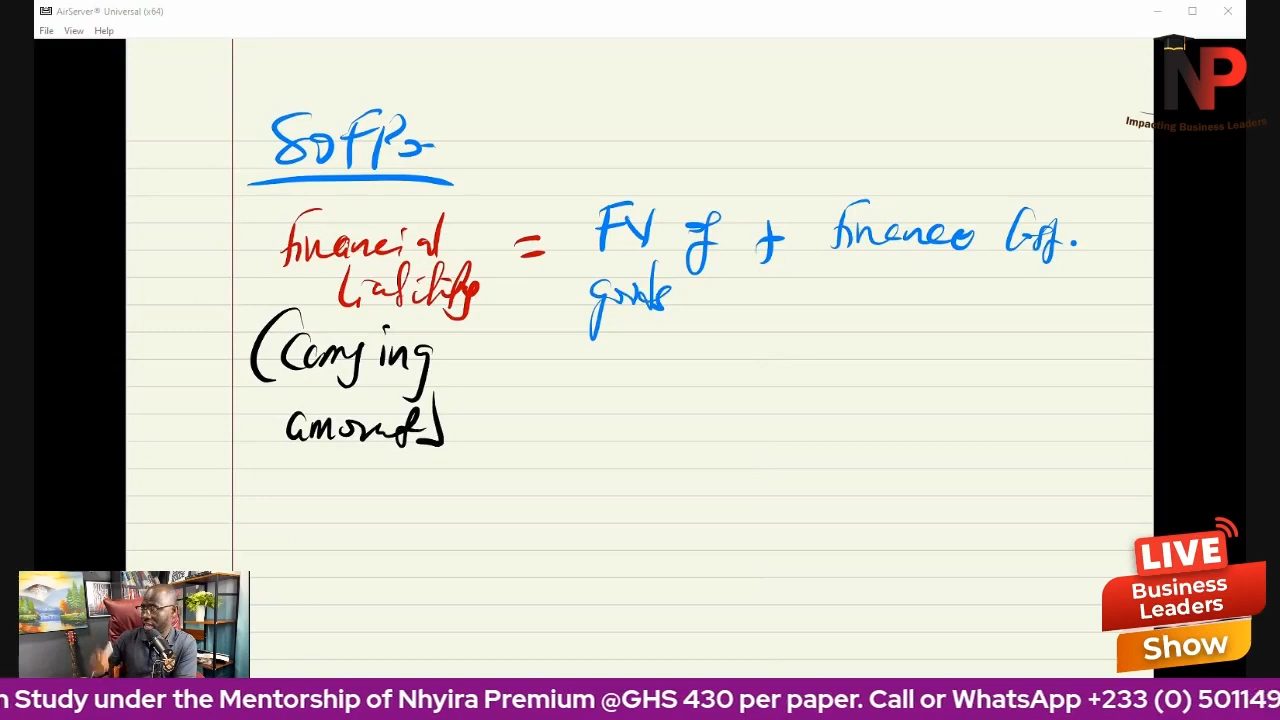 AirServer® Universal (x64)
File View Help
NP
Impacting Business Leaders
SOFP:-
Financial = FV of + Finance Cost.
Liability goods
(Carrying
amount)
LIVE
Business
Leaders
Show
n Study under the Mentorship of Nhyira Premium @GHS 430 per paper. Call or WhatsApp +233 (0) 501149